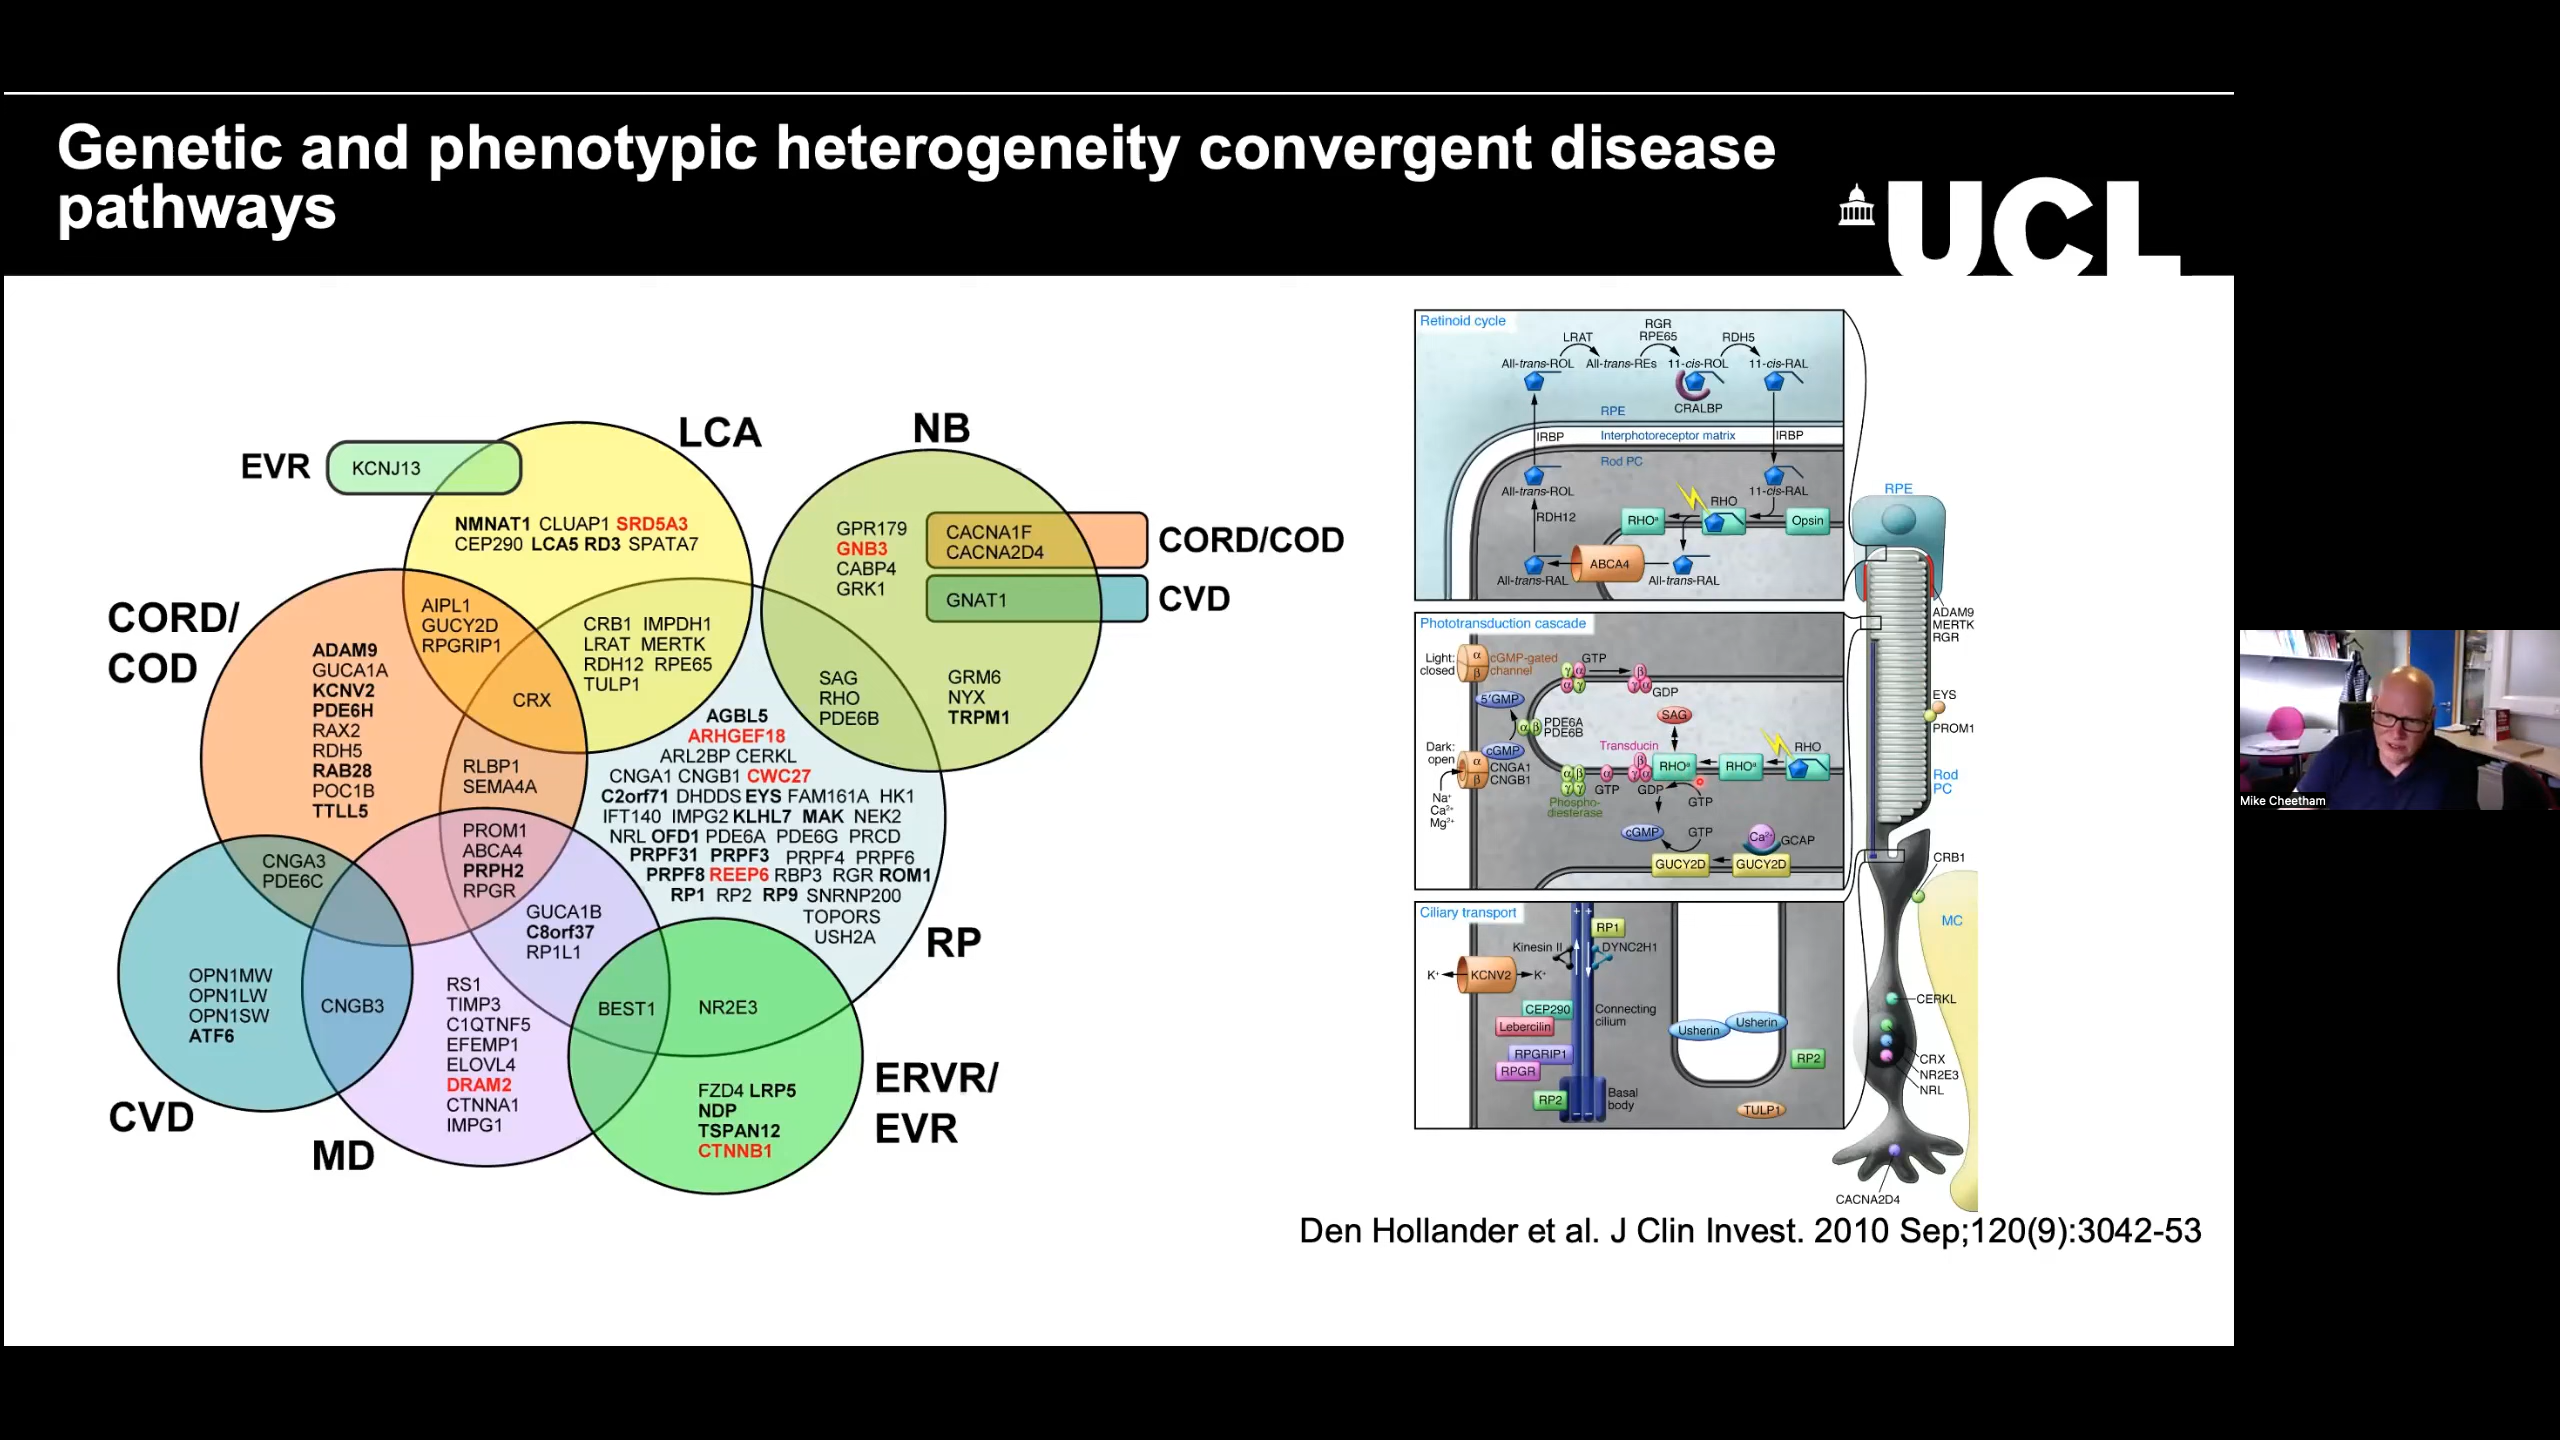 Genetic and phenotypic heterogeneity convergent disease
pathways
UCL
EVR
KCNJ13
LCA
NMNAT1 CLUAP1 SRD5A3
CEP290 LCA5 RD3 SPATA7
NB
GPR179
GNB3
CABP4
GRK1
CACNA1F
CACNA2D4
CORD/COD
GNAT1
CVD
GRM6
NYX
TRPM1
SAG
RHO
PDE6B
CORD/
COD
AIPL1
GUCY2D
RPGRIP1
CRB1 IMPDH1
LRAT MERTK
RDH12 RPE65
TULP1
CRX
ADAM9
GUCA1A
KCNV2
PDE6H
RAX2
RDH5
RAB28
POC1B
TTLL5
RLBP1
SEMA4A
AGBL5
ARHGEF18
ARL2BP CERKL
CNGA1 CNGB1 CWC27
C2orf71 DHDDS EYS FAM161A HK1
IFT140 IMPG2 KLHL7 MAK NEK2
NRL OFD1 PDE6A PDE6G PRCD
PRPF31 PRPF3 PRPF4 PRPF6
PRPF8 REEP6 RBP3 RGR ROM1
RP1 RP2 RP9 SNRNP200
TOPORS
USH2A
RP
PROM1
ABCA4
PRPH2
RPGR
CNGA3
PDE6C
GUCA1B
C8orf37
RP1L1
OPN1MW
OPN1LW
OPN1SW
ATF6
CNGB3
CVD
RS1
TIMP3
C1QTNF5
EFEMP1
ELOVL4
DRAM2
CTNNA1
IMPG1
MD
BEST1
NR2E3
FZD4 LRP5
NDP
TSPAN12
CTNNB1
ERVR/
EVR
Retinoid cycle
LRAT
RGR
RPE65
RDH5
All-trans-ROL All-trans-REs 11-cis-ROL 11-cis-RAL
CRALBP
RPE
IRBP
Interphotoreceptor matrix
IRBP
Rod PC
All-trans-ROL
11-cis-RAL
RDH12
RHO
RHO*
Opsin
ABCA4
All-trans-RAL
All-trans-RAL
Phototransduction cascade
Light:
closed
α
β
cGMP-gated
channel
GTP
γ α
α γ
β
γ α
GDP
5'GMP
α β
PDE6A
PDE6B
SAG
Dark:
open
α
β
cGMP
CNGA1
CNGB1
Transducin
RHO
β
γ α
RHO*
RHO*
α β
γ γ
α
Na+
Ca2+
Mg2+
GTP
GDP
GTP
Phospho-
diesterase
cGMP
GTP
Ca2+
GCAP
GUCY2D
GUCY2D
Ciliary transport
+ +
RP1
Kinesin II
DYNC2H1
K+
KCNV2
K+
CEP290
Lebercilin
Connecting
cilium
RPGRIP1
RPGR
RP2
Basal
body
– –
Usherin
Usherin
RP2
TULP1
RPE
ADAM9
MERTK
RGR
EYS
PROM1
Rod
PC
CRB1
MC
CERKL
CRX
NR2E3
NRL
CACNA2D4
Den Hollander et al. J Clin Invest. 2010 Sep;120(9):3042-53
Mike Cheetham